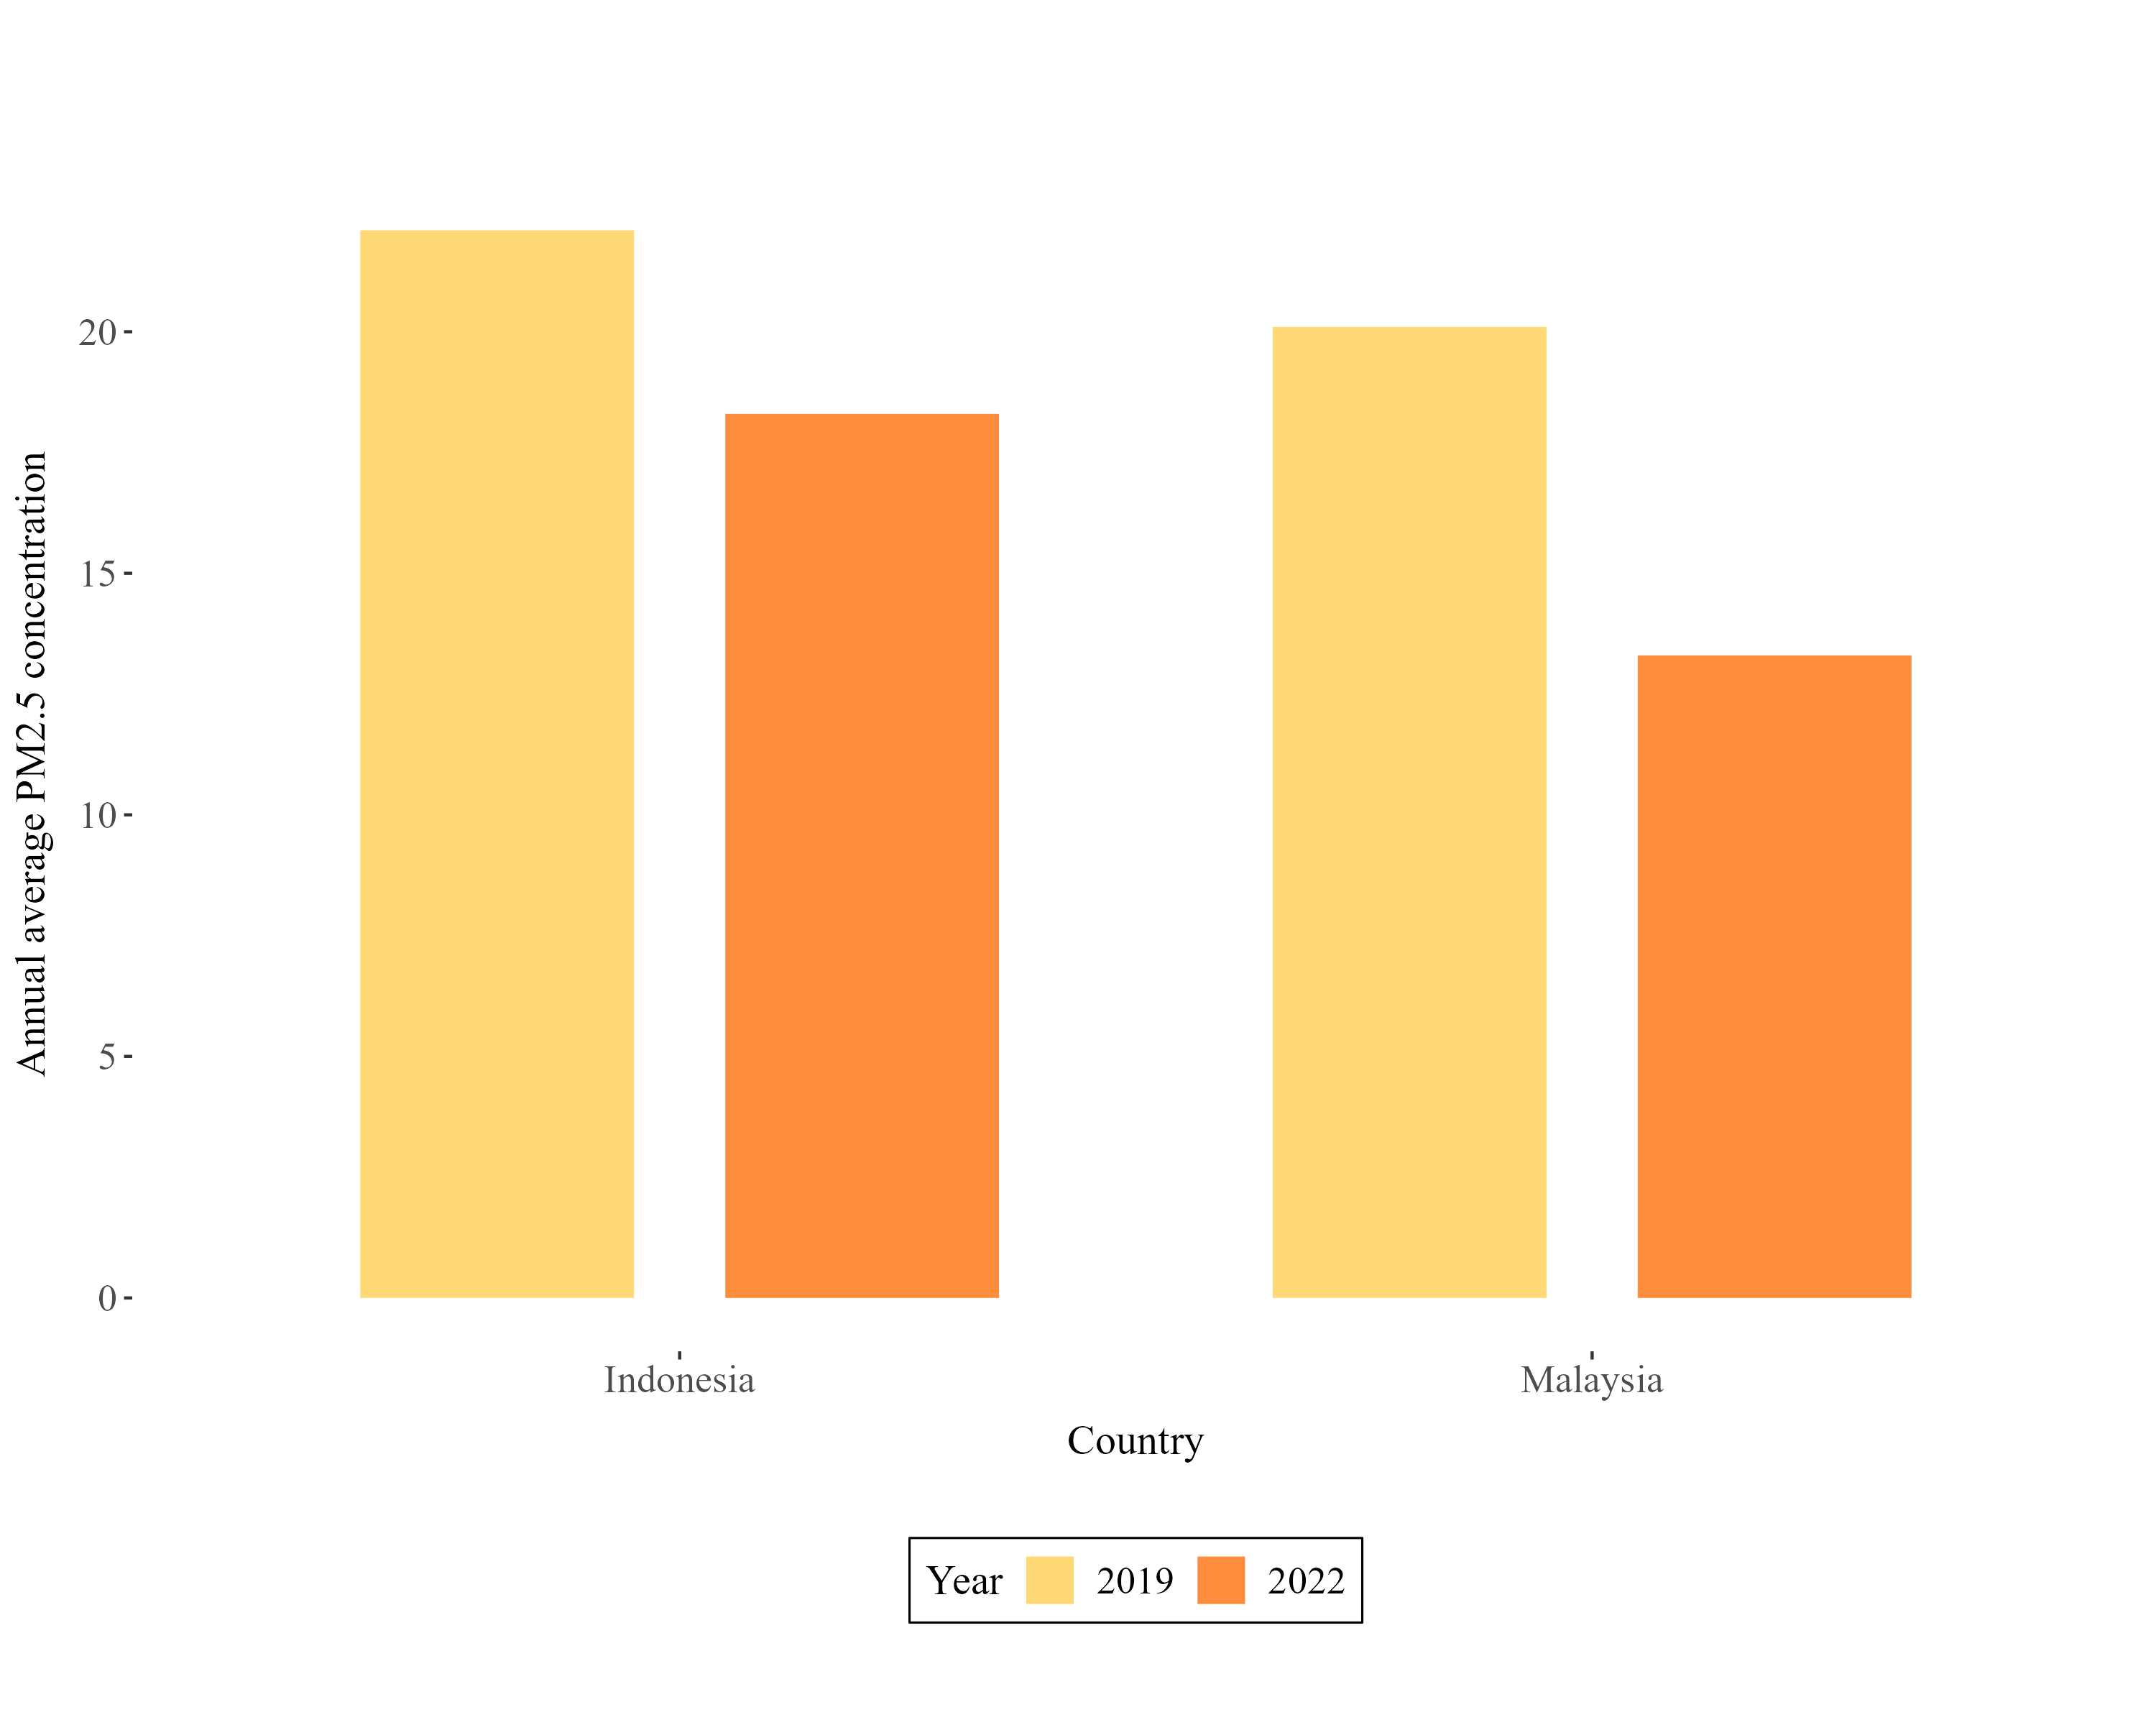 Annual average PM2.5 concentration
20
15
10
5
0
Indonesia
Malaysia
Country
Year 2019 2022